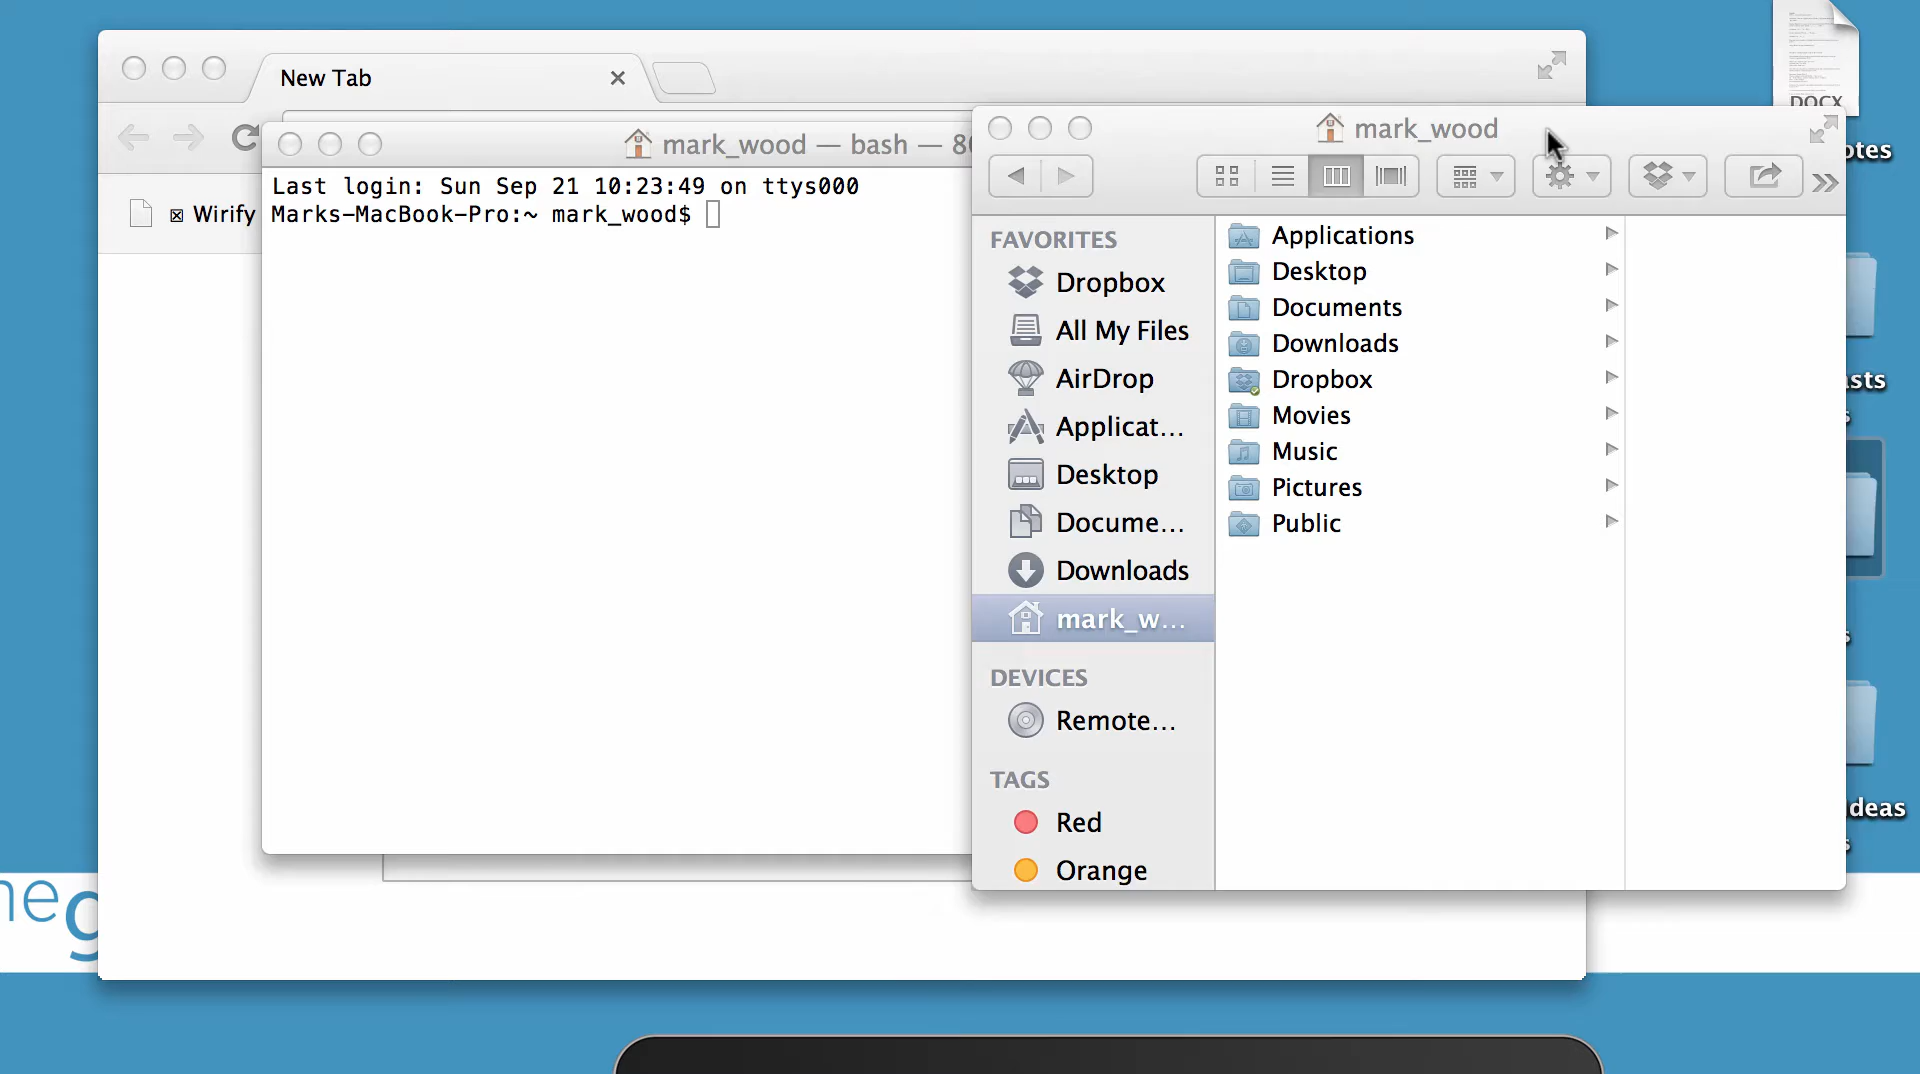 New Tab
DOCX
mark_wood
mark_wood — bash — 80
otes
Last login: Sun Sep 21 10:23:49 on ttys000
☒ Wirify
Marks-MacBook-Pro:~ mark_wood$
FAVORITES
Dropbox
All My Files
AirDrop
Applicat...
Desktop
Docume...
Downloads
mark_w...
DEVICES
Remote...
TAGS
Red
Orange
Applications
Desktop
Documents
Downloads
Dropbox
Movies
Music
Pictures
Public
asts
s
s
deas
s